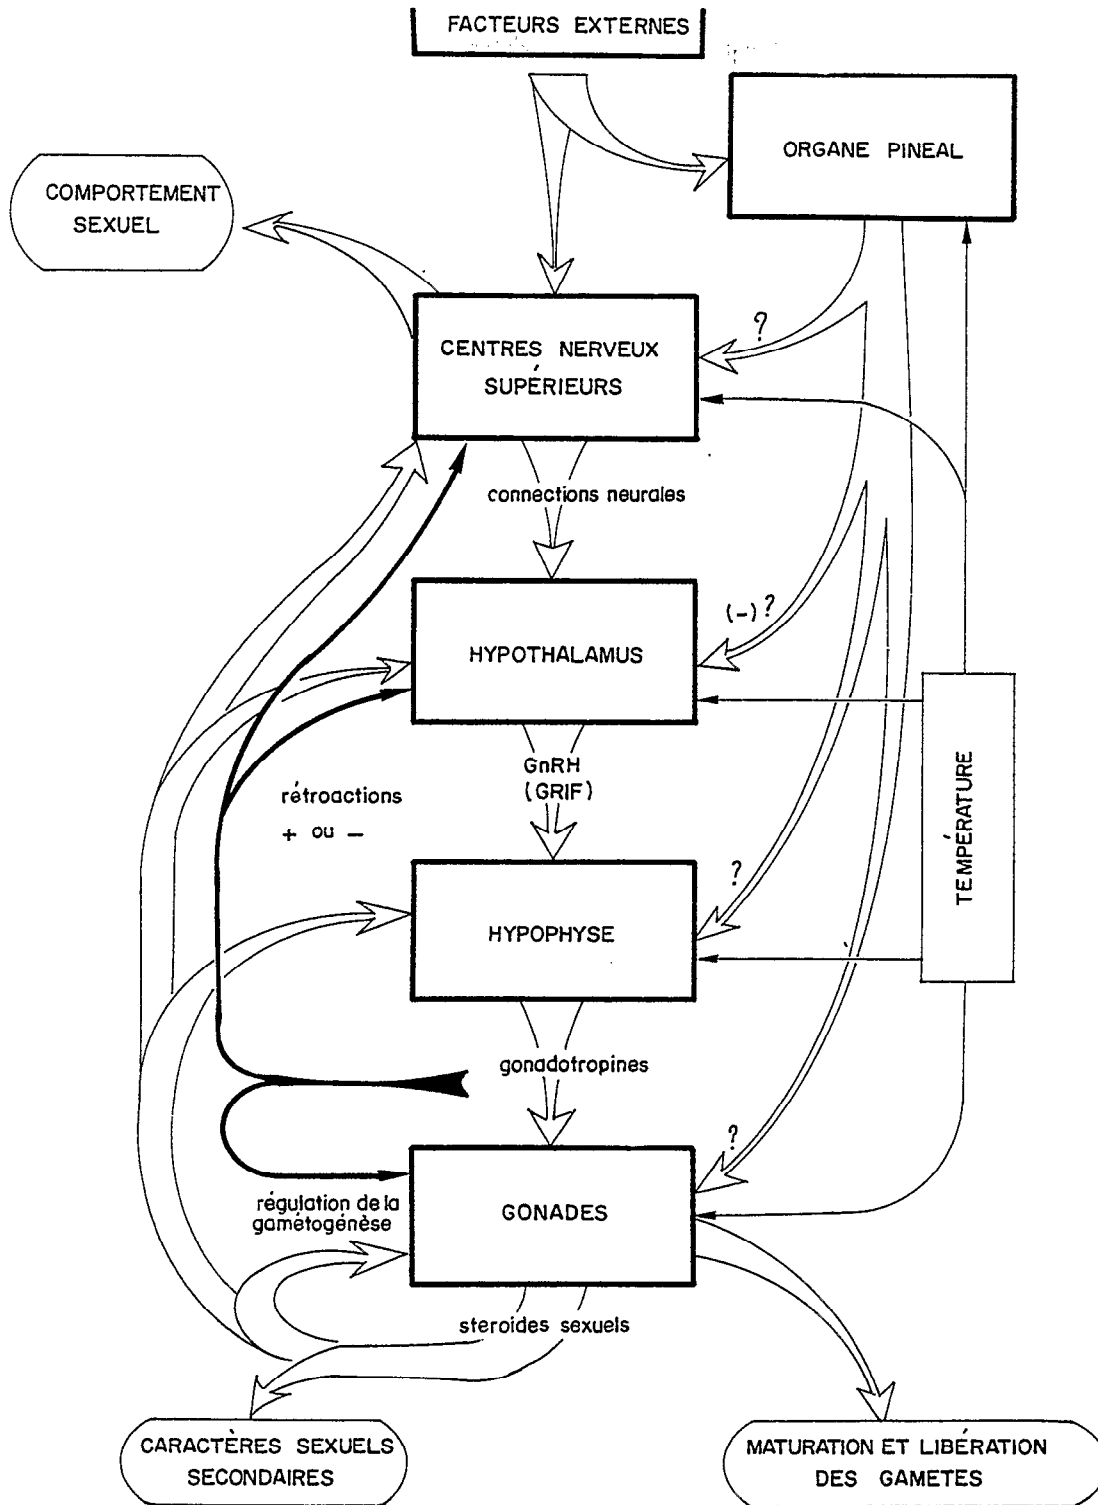 FACTEURS EXTERNES
ORGANE PINEAL
COMPORTEMENT
SEXUEL
?
CENTRES NERVEUX
SUPÉRIEURS
connections neurales
(-) ?
HYPOTHALAMUS
GnRH
(GRIF)
rétroactions
+ ou -
TEMPÉRATURE
?
HYPOPHYSE
gonadotropines
?
régulation de la
gamétogénèse
GONADES
steroides sexuels
CARACTÈRES SEXUELS
SECONDAIRES
MATURATION ET LIBÉRATION
DES GAMETES